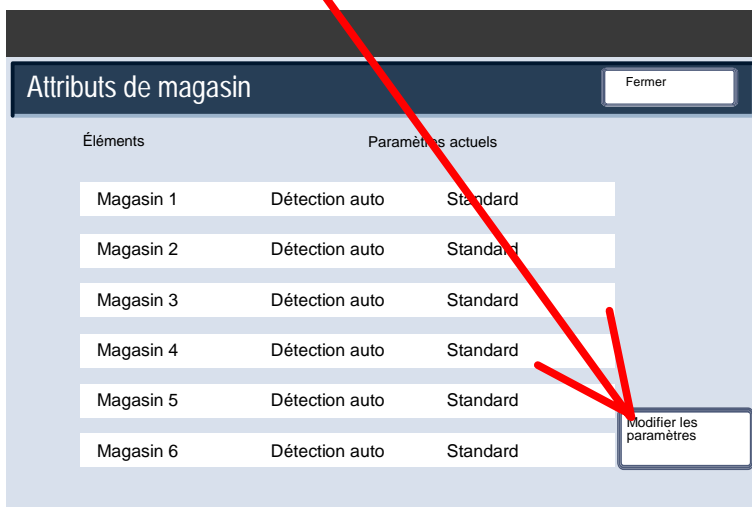 Attributs de magasin
Fermer
Éléments Paramètres actuels
Magasin 1 Détection auto Standard
Magasin 2 Détection auto Standard
Magasin 3 Détection auto Standard
Magasin 4 Détection auto Standard
Magasin 5 Détection auto Standard
Magasin 6 Détection auto Standard
Modifier les
paramètres